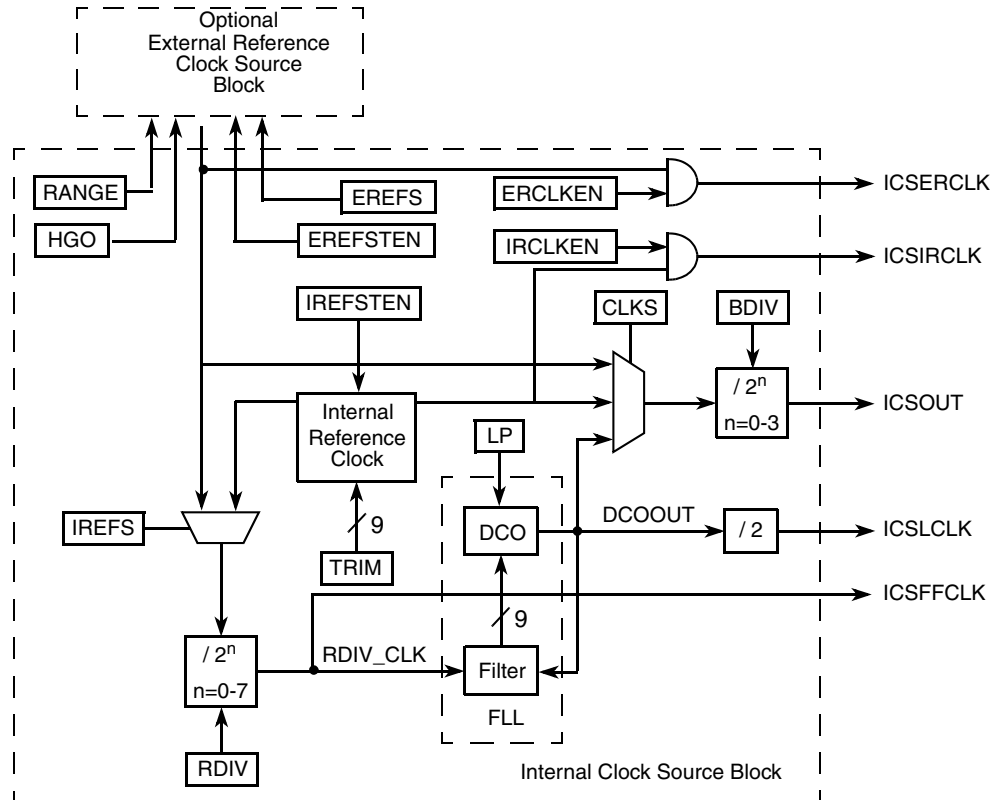 Optional
External Reference
Clock Source
Block
RANGE
HGO
EREFS
EREFSTEN
ERCLKEN
IRCLKEN
ICSERCLK
ICSIRCLK
IREFSTEN
CLKS
BDIV
Internal
Reference
Clock
/ 2ⁿ
n=0-3
ICSOUT
LP
IREFS
9
TRIM
DCO
DCOOUT
/ 2
ICSLCLK
ICSFFCLK
9
/ 2ⁿ
n=0-7
RDIV_CLK
Filter
FLL
RDIV
Internal Clock Source Block